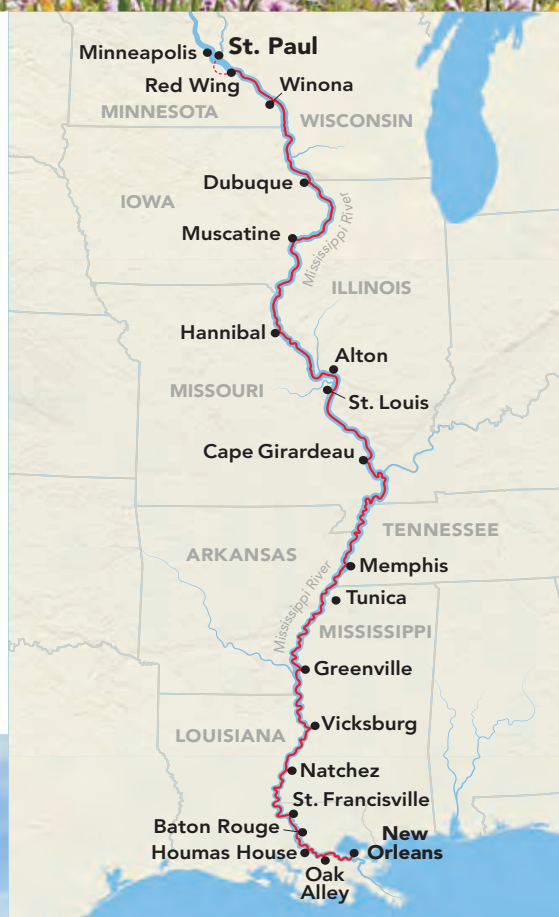 Minneapolis
St. Paul
Red Wing
Winona
MINNESOTA
WISCONSIN
Dubuque
IOWA
Mississippi River
Muscatine
ILLINOIS
Hannibal
Alton
MISSOURI
St. Louis
Cape Girardeau
TENNESSEE
ARKANSAS
Memphis
Mississippi River
Tunica
MISSISSIPPI
Greenville
LOUISIANA
Vicksburg
Natchez
St. Francisville
Baton Rouge
New
Orleans
Houmas House
Oak
Alley